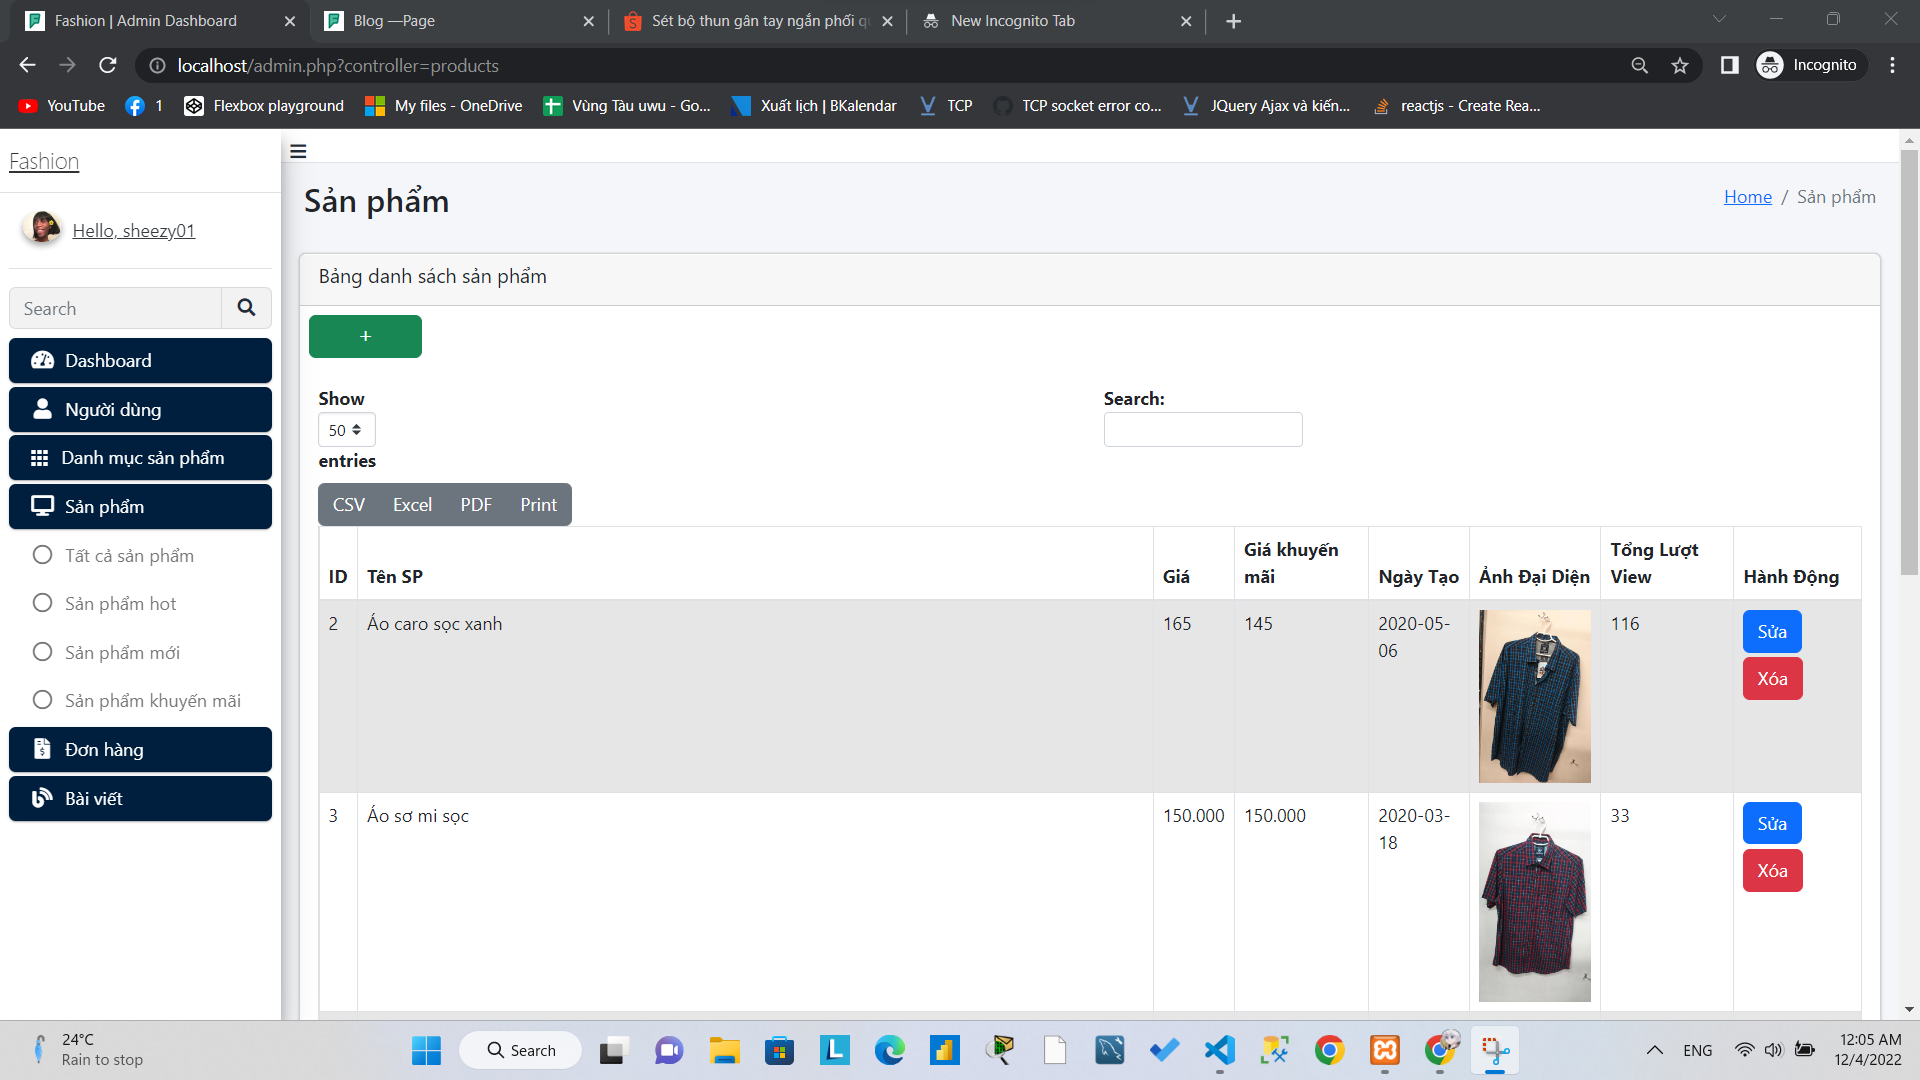 Fashion | Admin Dashboard
Blog —Page
Sét bộ thun gân tay ngắn phối qu
New Incognito Tab
localhost/admin.php?controller=products
Incognito
YouTube
1
Flexbox playground
My files - OneDrive
Vùng Tàu uwu - Go...
Xuất lịch | BKalendar
TCP
TCP socket error co...
JQuery Ajax và kiến...
reactjs - Create Rea...
Fashion
Hello, sheezy01
Search
Dashboard
Người dùng
Danh mục sản phẩm
Sản phẩm
Tất cả sản phẩm
Sản phẩm hot
Sản phẩm mới
Sản phẩm khuyến mãi
Đơn hàng
Bài viết
Sản phẩm
Home / Sản phẩm
Bảng danh sách sản phẩm
+
Show
50
entries
Search:
CSV Excel PDF Print
ID Tên SP Giá Giá khuyến mãi Ngày Tạo Ảnh Đại Diện Tổng Lượt View Hành Động
2 Áo caro sọc xanh 165 145 2020-05-06 116 Sửa
Xóa
3 Áo sơ mi sọc 150.000 150.000 2020-03-18 33 Sửa
Xóa
24°C
Rain to stop
Search
ENG
12:05 AM
12/4/2022